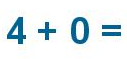 4 + 0 =